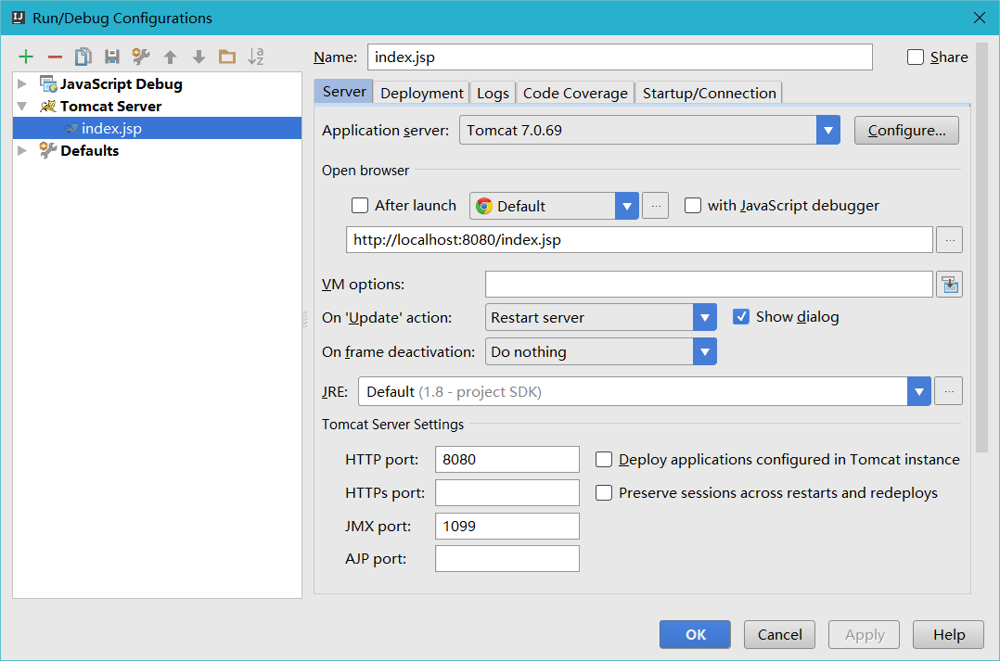 Run/Debug Configurations
Name: index.jsp Share
JavaScript Debug
Tomcat Server
index.jsp
Defaults
Server Deployment Logs Code Coverage Startup/Connection
Application server: Tomcat 7.0.69 Configure...
Open browser
After launch Default ... with JavaScript debugger
http://localhost:8080/index.jsp ...
VM options:
On 'Update' action: Restart server Show dialog
On frame deactivation: Do nothing
JRE: Default (1.8 - project SDK) ...
Tomcat Server Settings
HTTP port: 8080 Deploy applications configured in Tomcat instance
HTTPs port: Preserve sessions across restarts and redeploys
JMX port: 1099
AJP port:
OK Cancel Apply Help